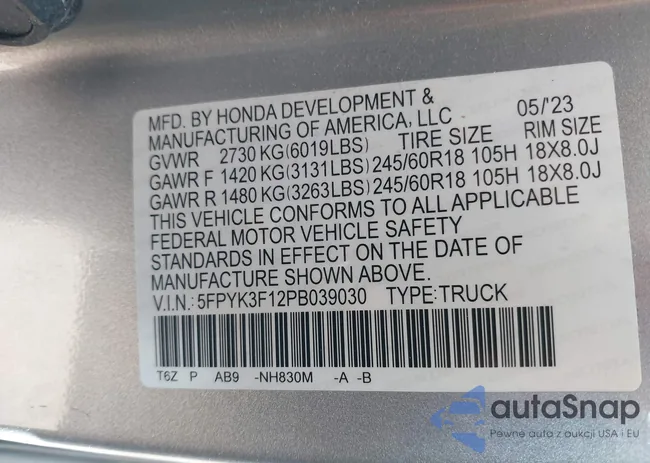 MFD. BY HONDA DEVELOPMENT &
MANUFACTURING OF AMERICA, LLC 05/'23
GVWR 2730 KG(6019LBS) TIRE SIZE RIM SIZE
GAWR F 1420 KG(3131LBS) 245/60R18 105H 18X8.0J
GAWR R 1480 KG(3263LBS) 245/60R18 105H 18X8.0J
THIS VEHICLE CONFORMS TO ALL APPLICABLE
FEDERAL MOTOR VEHICLE SAFETY
STANDARDS IN EFFECT ON THE DATE OF
MANUFACTURE SHOWN ABOVE.
V.I.N.: 5FPYK3F12PB039030 TYPE:TRUCK
T6Z P AB9 -NH830M -A -B
autaSnap
Pewne auta z aukcji USA i EU